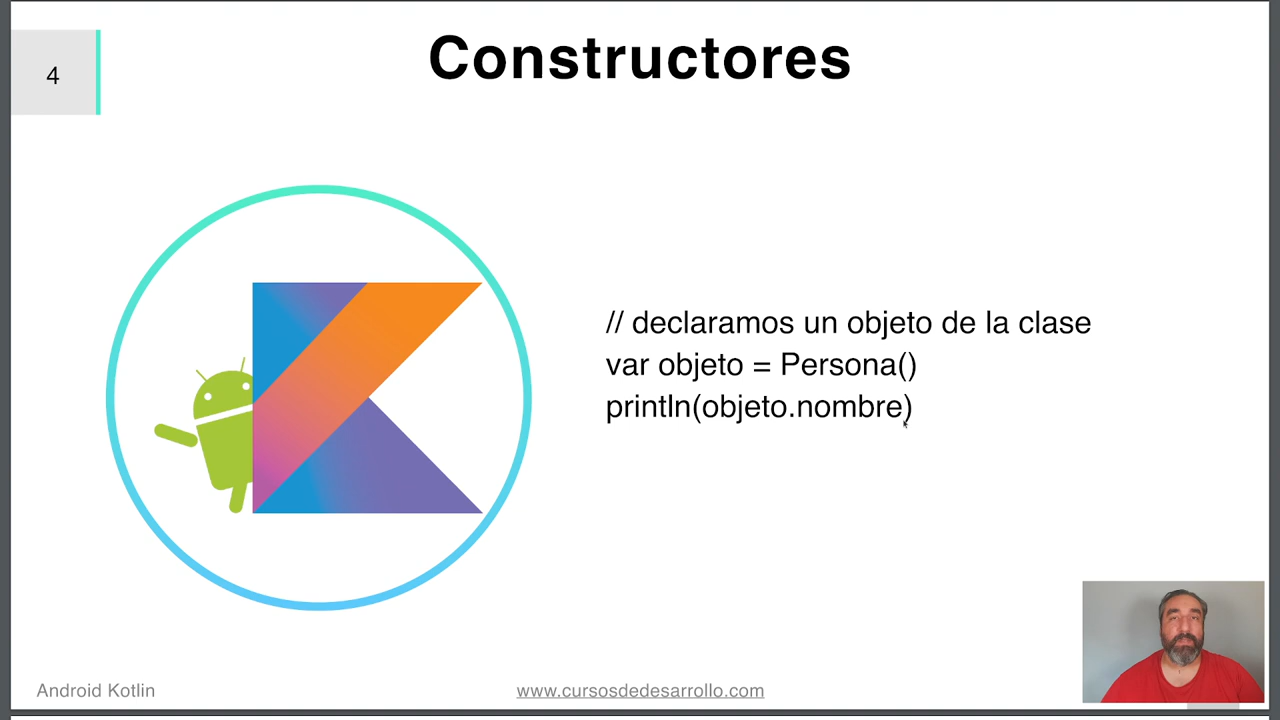 4
Constructores
// declaramos un objeto de la clase
var objeto = Persona()
println(objeto.nombre)
Android Kotlin
www.cursosdedesarrollo.com